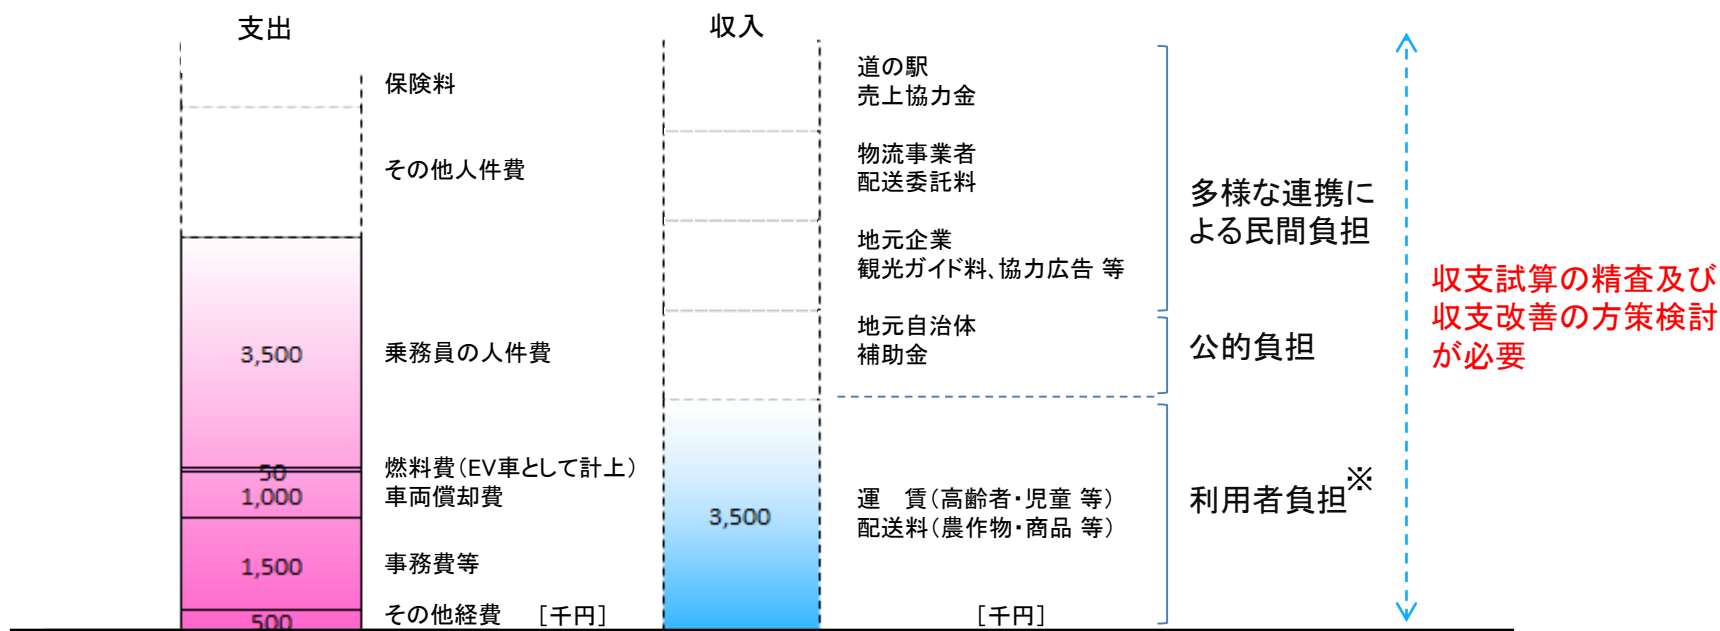 支出
保険料
その他人件費
3,500
乗務員の人件費
50
燃料費(EV車として計上)
1,000
車両償却費
1,500
事務費等
500
その他経費 [千円]
収入
道の駅
売上協力金
物流事業者
配送委託料
地元企業
観光ガイド料、協力広告 等
地元自治体
補助金
3,500
運　賃(高齢者・児童 等)
配送料(農作物・商品 等)
[千円]
多様な連携に
よる民間負担
公的負担
利用者負担※
収支試算の精査及び
収支改善の方策検討
が必要